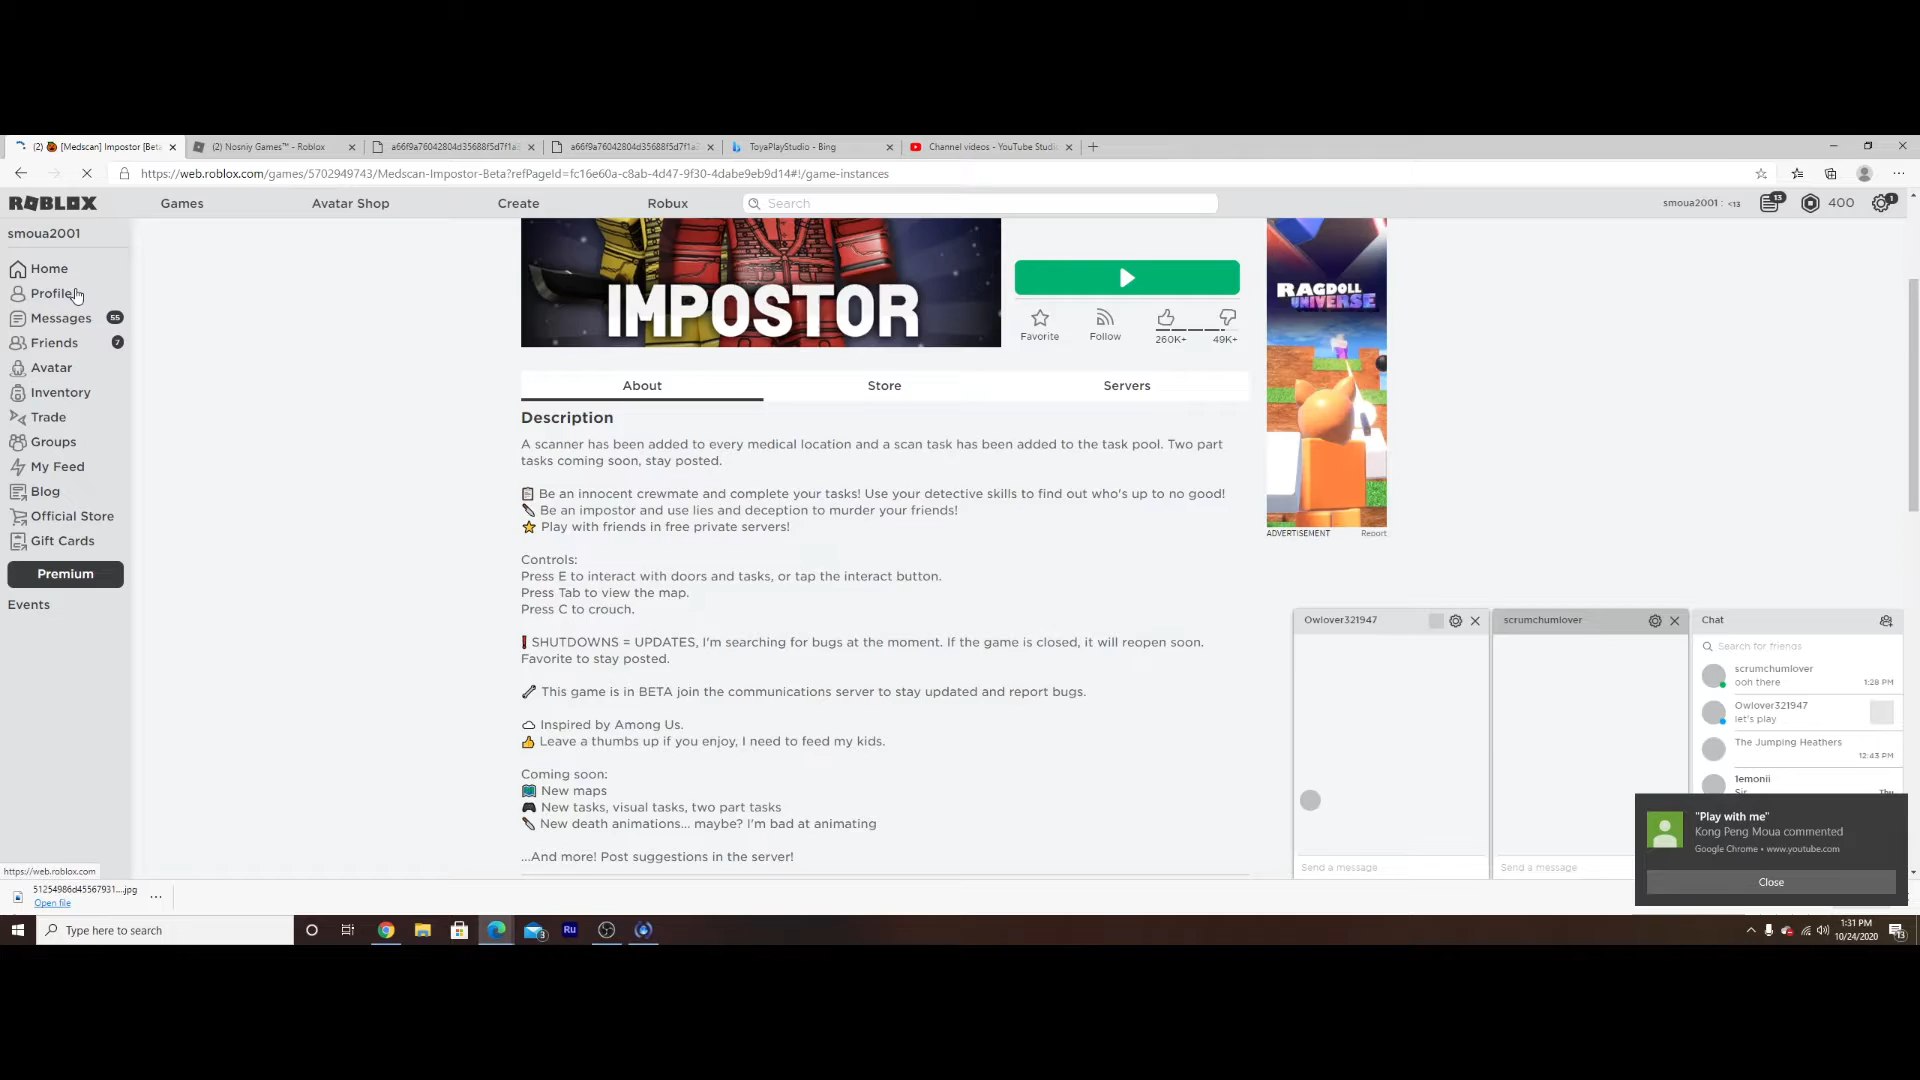 (2) 🎃 [Medscan] Impostor [Beta
(2) Nosniy Games™ - Roblox
a66f9a76042804d35688f5d7f1a
a66f9a76042804d35688f5d7f1a
ToyaPlayStudio - Bing
Channel videos - YouTube Studi
https://web.roblox.com/games/5702949743/Medscan-Impostor-Beta?refPageId=fc16e60a-c8ab-4d47-9f30-4dabe9eb9d14#!/game-instances
ROBLOX
Games
Avatar Shop
Create
Robux
Search
smoua2001 : <13
13
400
1
smoua2001
Home
Profile
Messages 55
Friends 7
Avatar
Inventory
Trade
Groups
My Feed
Blog
Official Store
Gift Cards
Premium
Events
IMPOSTOR
Favorite
Follow
260K+
49K+
RAGDOLL
UNIVERSE
ADVERTISEMENT
Report
About
Store
Servers
Description
A scanner has been added to every medical location and a scan task has been added to the task pool. Two part
tasks coming soon, stay posted.
📋 Be an innocent crewmate and complete your tasks! Use your detective skills to find out who's up to no good!
🔪 Be an impostor and use lies and deception to murder your friends!
⭐ Play with friends in free private servers!
Controls:
Press E to interact with doors and tasks, or tap the interact button.
Press Tab to view the map.
Press C to crouch.
❗ SHUTDOWNS = UPDATES, I'm searching for bugs at the moment. If the game is closed, it will reopen soon.
Favorite to stay posted.
🔧 This game is in BETA join the communications server to stay updated and report bugs.
☁ Inspired by Among Us.
👍 Leave a thumbs up if you enjoy, I need to feed my kids.
Coming soon:
🗺 New maps
🎮 New tasks, visual tasks, two part tasks
🔪 New death animations... maybe? I'm bad at animating
...And more! Post suggestions in the server!
Owlover321947
Send a message
scrumchumlover
Send a message
Chat
Search for friends
scrumchumlover
ooh there
1:28 PM
Owlover321947
let's play
The Jumping Heathers
12:43 PM
1emonii
Sir
Thu
"Play with me"
Kong Peng Moua commented
Google Chrome • www.youtube.com
Close
https://web.roblox.com
51254986d45567931....jpg
Open file
Type here to search
3
Ru
1:31 PM
10/24/2020
13